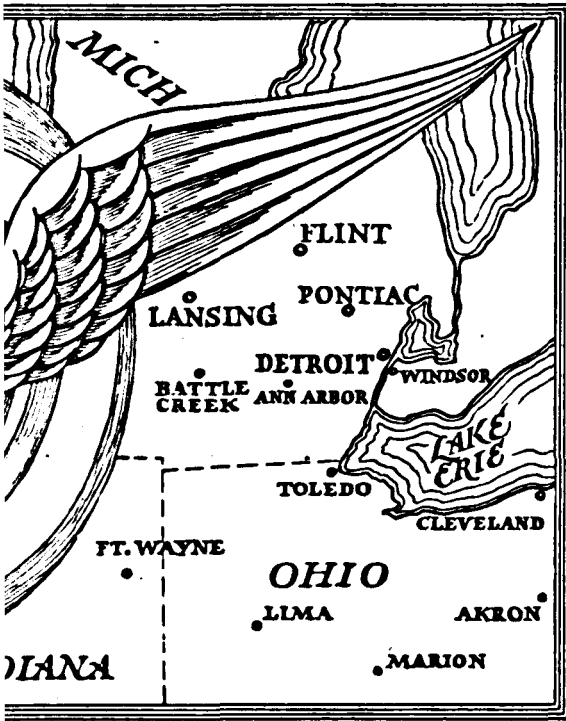 MICH
FLINT
PONTIAC
LANSING
DETROIT
WINDSOR
BATTLE
CREEK
ANN ARBOR
LAKE
ERIE
TOLEDO
CLEVELAND
FT. WAYNE
OHIO
LIMA
AKRON
DIANA
MARION